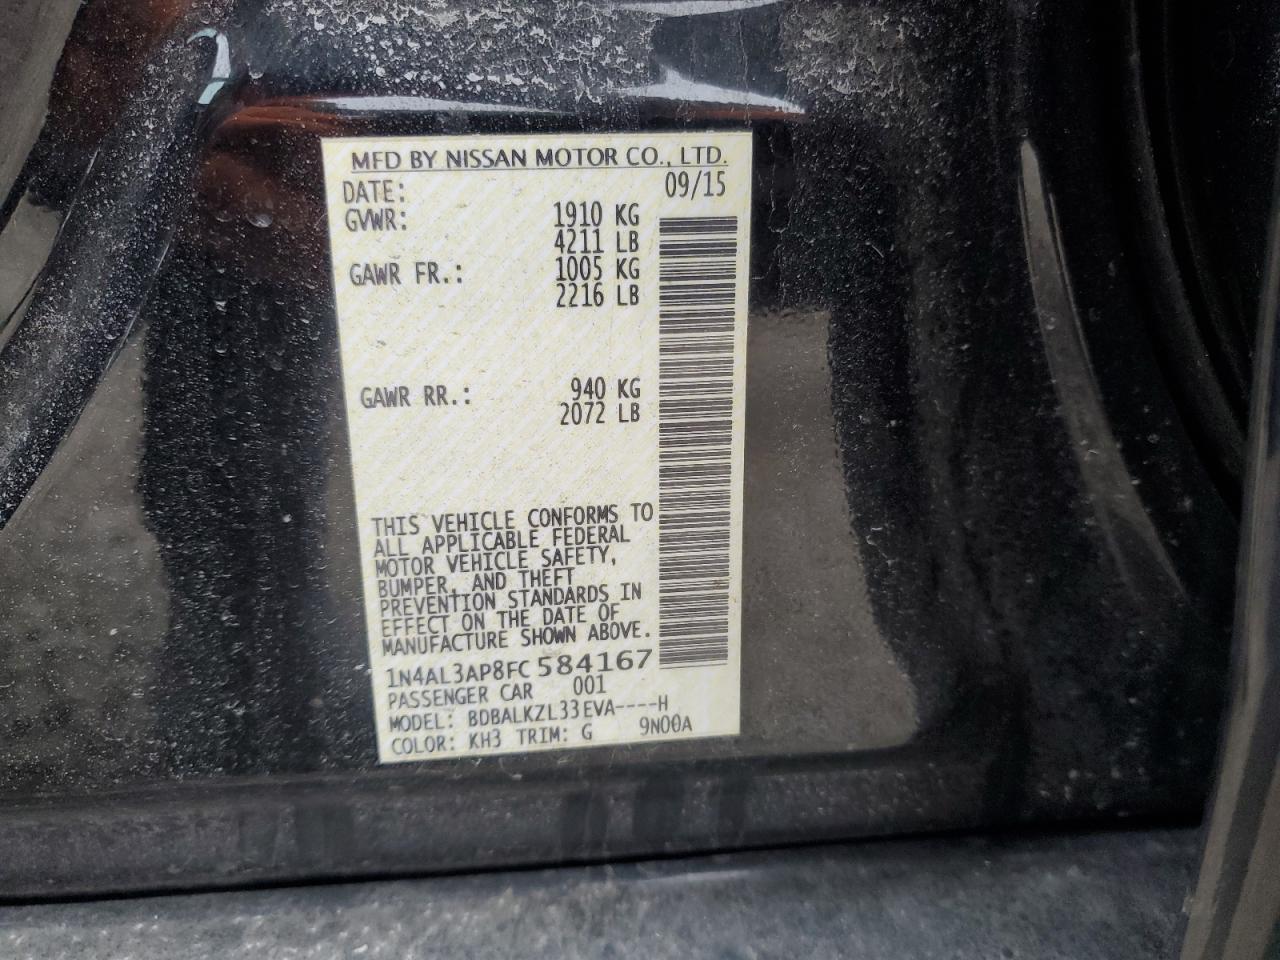 MFD BY NISSAN MOTOR CO., LTD.
DATE: 09/15
GVWR: 1910 KG
4211 LB
GAWR FR.: 1005 KG
2216 LB
GAWR RR.: 940 KG
2072 LB
THIS VEHICLE CONFORMS TO
ALL APPLICABLE FEDERAL
MOTOR VEHICLE SAFETY,
BUMPER, AND THEFT
PREVENTION STANDARDS IN
EFFECT ON THE DATE OF
MANUFACTURE SHOWN ABOVE.
1N4AL3AP8FC584167
PASSENGER CAR 001
MODEL: BDBALKZL33EVA----H
COLOR: KH3 TRIM: G 9N00A